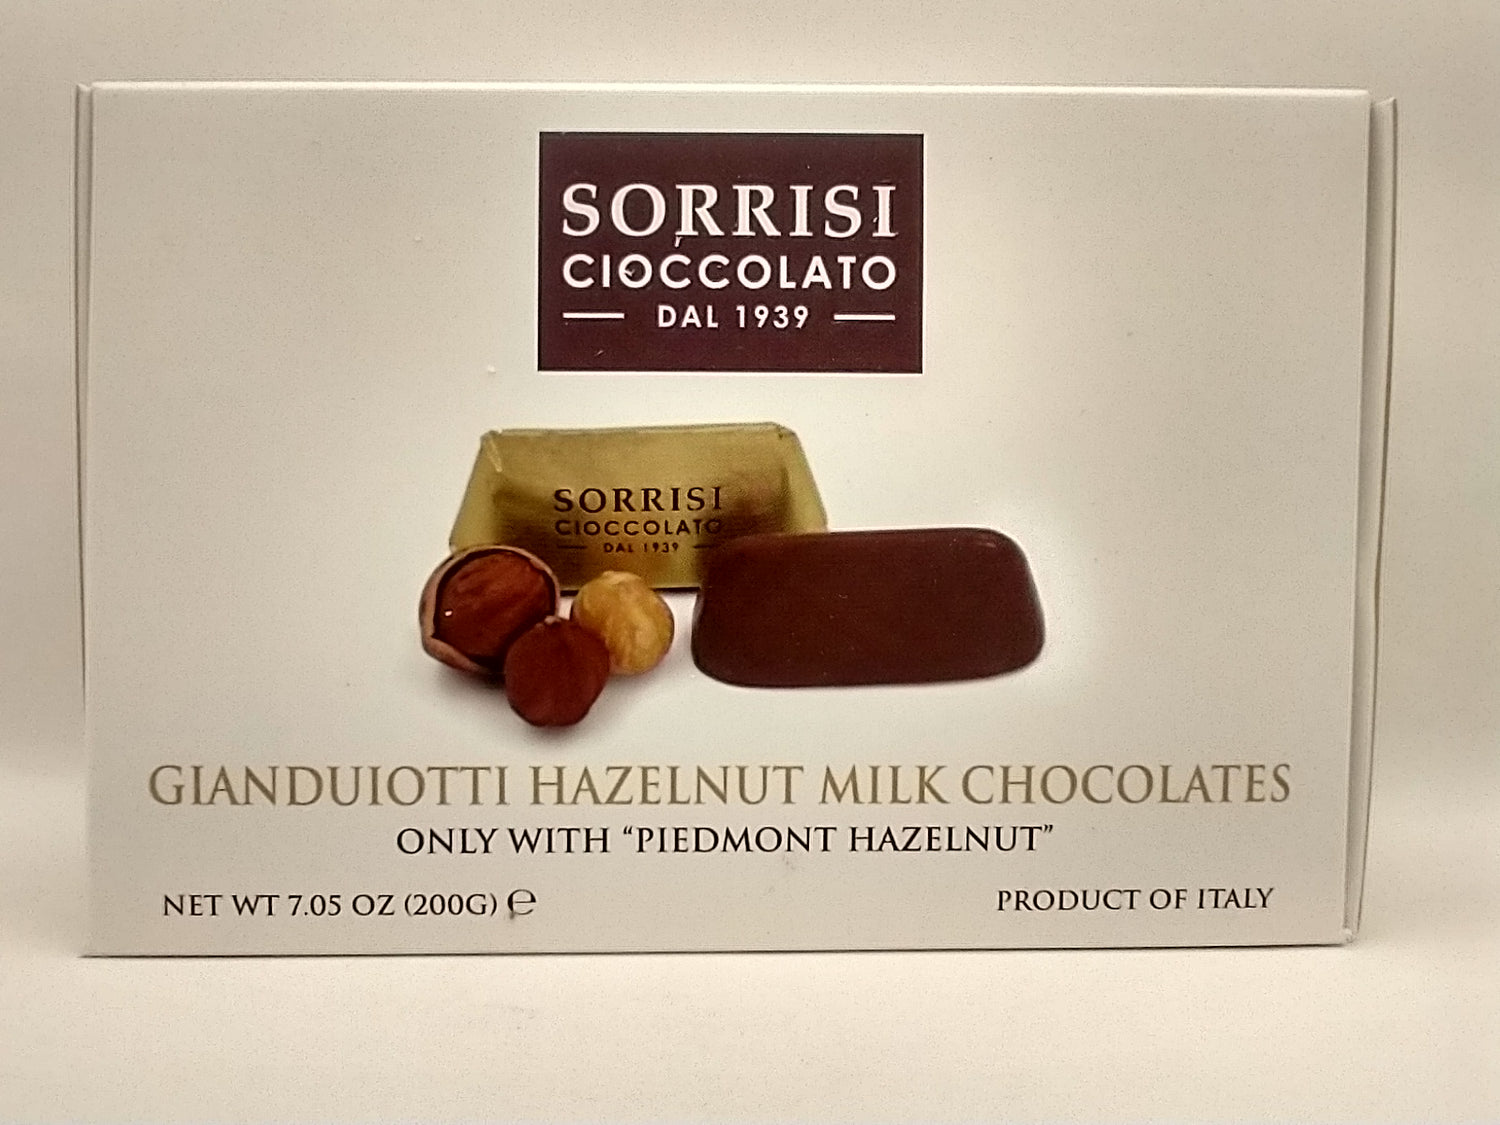 SORRISI
CIOCCOLATO
DAL 1939
SORRISI
CIOCCOLATO
DAL 1939
GIANDUIOTTI HAZELNUT MILK CHOCOLATES
ONLY WITH “PIEDMONT HAZELNUT”
NET WT 7.05 OZ (200G) ℮
PRODUCT OF ITALY